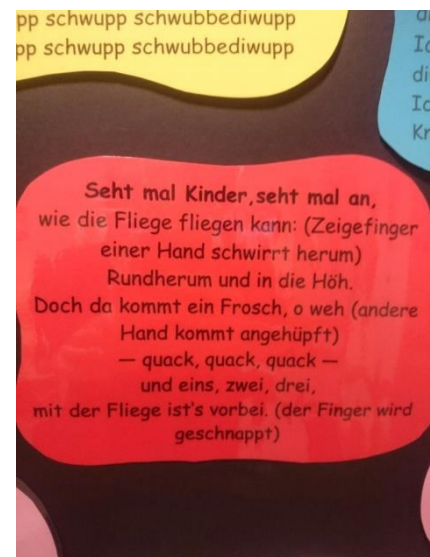 pp schwupp schwubbediwupp
pp schwupp schwubbediwupp
Seht mal Kinder,seht mal an,
wie die Fliege fliegen kann: (Zeigefinger
einer Hand schwirrt herum)
Rundherum und in die Höh.
Doch da kommt ein Frosch, o weh (andere
Hand kommt angehüpft)
— quack, quack, quack —
und eins, zwei, drei,
mit der Fliege ist's vorbei. (der Finger wird
geschnappt)
di
Kr